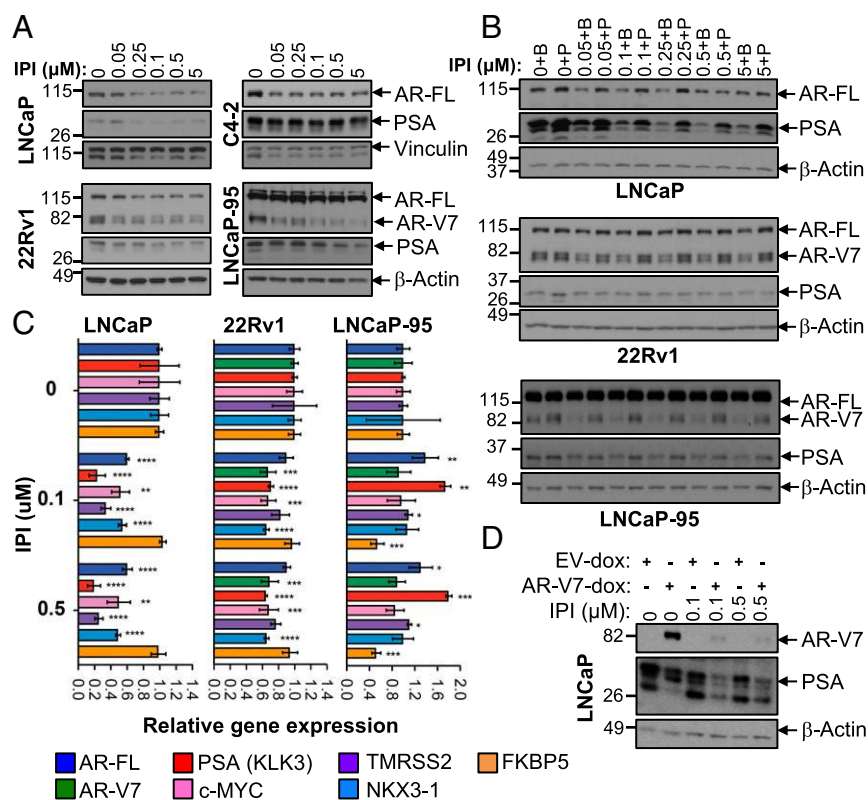 A
IPI (µM):
0 0.05 0.25 0.1 0.5 5
0 0.05 0.25 0.1 0.5 5
LNCaP
115
26
115
C4-2
AR-FL
PSA
Vinculin
22Rv1
115
82
26
49
LNCaP-95
AR-FL
AR-V7
PSA
β-Actin
B
IPI (µM):
0+B 0+P 0.05+B 0.05+P 0.1+B 0.1+P 0.25+B 0.25+P 0.5+B 0.5+P 5+B 5+P
115
AR-FL
26
PSA
49
37
β-Actin
LNCaP
115
AR-FL
82
AR-V7
37
26
PSA
49
β-Actin
22Rv1
115
AR-FL
82
AR-V7
37
PSA
49
β-Actin
LNCaP-95
C
LNCaP 22Rv1 LNCaP-95
IPI (uM)
0
0.1
**** **** ** **** ****
*** **** *** ****
** ** * ***
0.5
**** **** ** **** ****
*** **** *** ****
* *** * ***
0.0 0.2 0.4 0.6 0.8 1.0 1.2 1.4
0.0 0.2 0.4 0.6 0.8 1.0 1.2 1.4
0.0 0.4 0.8 1.2 1.6 2.0
Relative gene expression
AR-FL PSA (KLK3) TMRSS2 FKBP5
AR-V7 c-MYC NKX3-1
D
EV-dox + - + - + -
AR-V7-dox - + - + - +
IPI (µM) 0 0 0.1 0.1 0.5 0.5
LNCaP
82
AR-V7
PSA
26
49
β-Actin